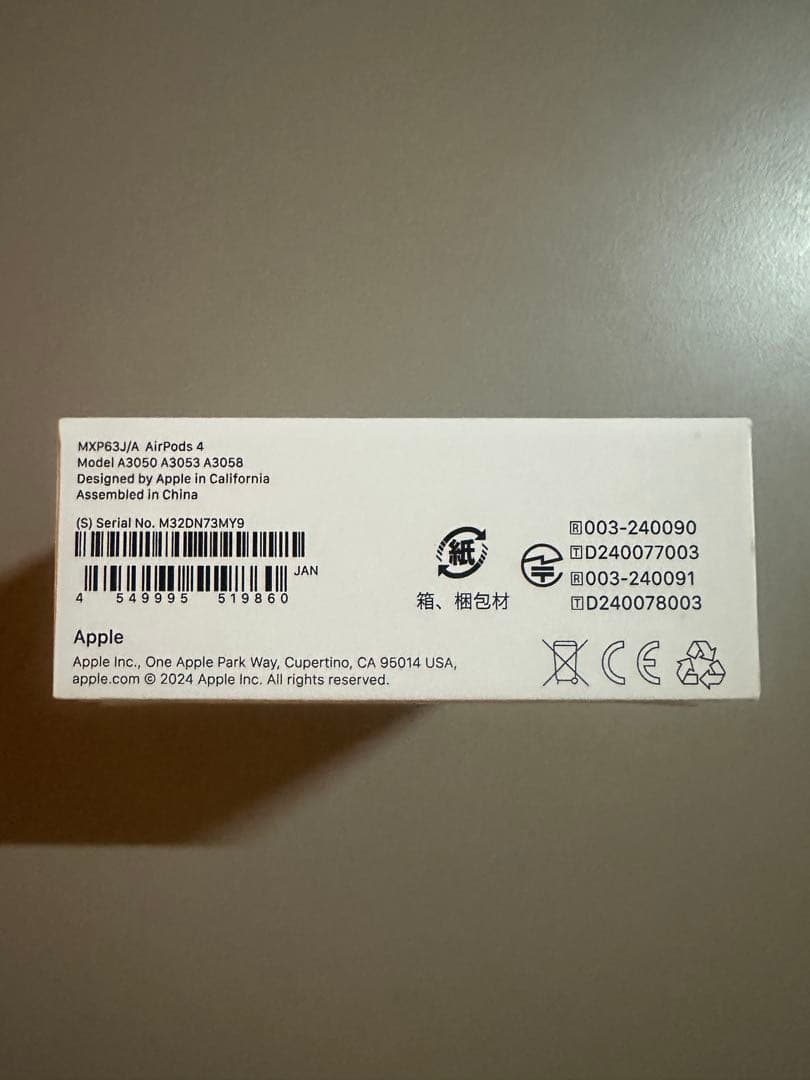 MXP63J/A AirPods 4
Model A3050 A3053 A3058
Designed by Apple in California
Assembled in China
(S) Serial No. M32DN73MY9
JAN
4 549995 519860
紙
箱、梱包材
🅁003-240090
🅃D240077003
🅁003-240091
🅃D240078003
Apple
Apple Inc., One Apple Park Way, Cupertino, CA 95014 USA,
apple.com © 2024 Apple Inc. All rights reserved.
CE